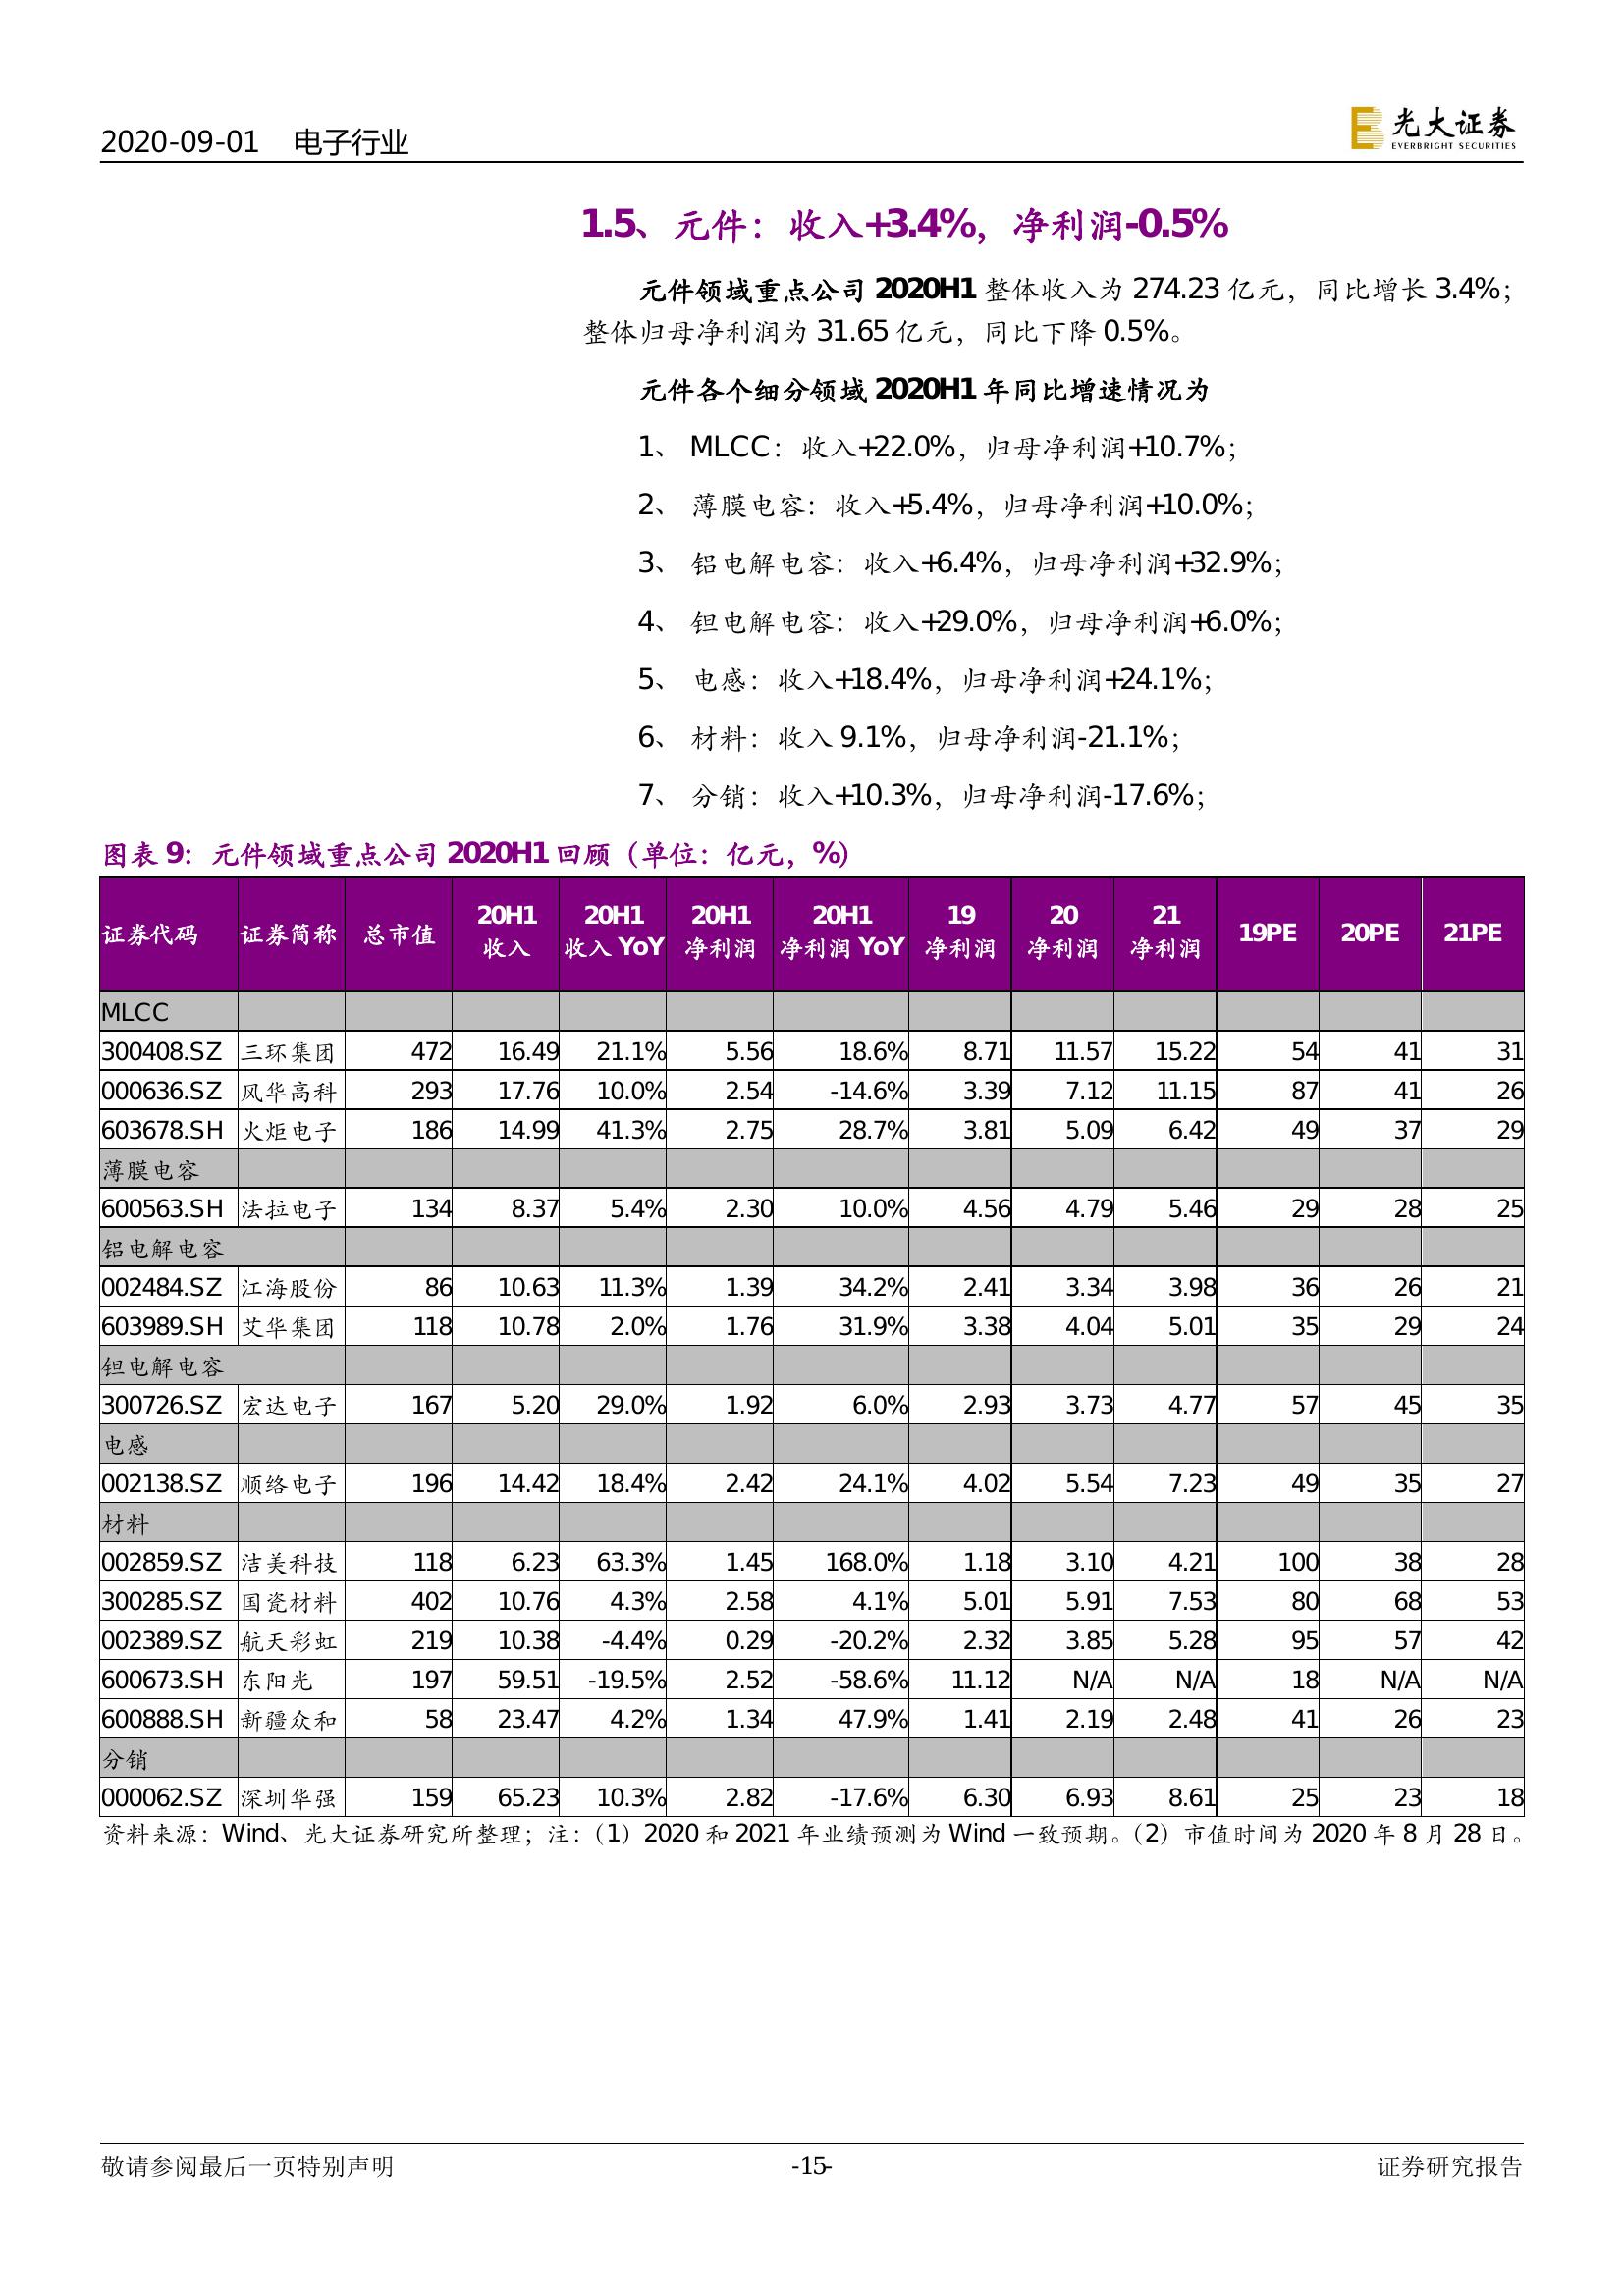 2020-09-01 电子行业
光大证券
EVERBRIGHT SECURITIES
1.5、元件：收入+3.4%，净利润-0.5%
元件领域重点公司 2020H1 整体收入为 274.23 亿元，同比增长 3.4%；
整体归母净利润为 31.65 亿元，同比下降 0.5%。
元件各个细分领域 2020H1 年同比增速情况为
1、 MLCC：收入+22.0%，归母净利润+10.7%；
2、 薄膜电容：收入+5.4%，归母净利润+10.0%；
3、 铝电解电容：收入+6.4%，归母净利润+32.9%；
4、 钽电解电容：收入+29.0%，归母净利润+6.0%；
5、 电感：收入+18.4%，归母净利润+24.1%；
6、 材料：收入 9.1%，归母净利润-21.1%；
7、 分销：收入+10.3%，归母净利润-17.6%；
图表 9：元件领域重点公司 2020H1 回顾（单位：亿元，%）
证券代码 证券简称 总市值 20H1 收入 20H1 收入 YoY 20H1 净利润 20H1 净利润 YoY 19 净利润 20 净利润 21 净利润 19PE 20PE 21PE
MLCC
300408.SZ 三环集团 472 16.49 21.1% 5.56 18.6% 8.71 11.57 15.22 54 41 31
000636.SZ 风华高科 293 17.76 10.0% 2.54 -14.6% 3.39 7.12 11.15 87 41 26
603678.SH 火炬电子 186 14.99 41.3% 2.75 28.7% 3.81 5.09 6.42 49 37 29
薄膜电容
600563.SH 法拉电子 134 8.37 5.4% 2.30 10.0% 4.56 4.79 5.46 29 28 25
铝电解电容
002484.SZ 江海股份 86 10.63 11.3% 1.39 34.2% 2.41 3.34 3.98 36 26 21
603989.SH 艾华集团 118 10.78 2.0% 1.76 31.9% 3.38 4.04 5.01 35 29 24
钽电解电容
300726.SZ 宏达电子 167 5.20 29.0% 1.92 6.0% 2.93 3.73 4.77 57 45 35
电感
002138.SZ 顺络电子 196 14.42 18.4% 2.42 24.1% 4.02 5.54 7.23 49 35 27
材料
002859.SZ 洁美科技 118 6.23 63.3% 1.45 168.0% 1.18 3.10 4.21 100 38 28
300285.SZ 国瓷材料 402 10.76 4.3% 2.58 4.1% 5.01 5.91 7.53 80 68 53
002389.SZ 航天彩虹 219 10.38 -4.4% 0.29 -20.2% 2.32 3.85 5.28 95 57 42
600673.SH 东阳光 197 59.51 -19.5% 2.52 -58.6% 11.12 N/A N/A 18 N/A N/A
600888.SH 新疆众和 58 23.47 4.2% 1.34 47.9% 1.41 2.19 2.48 41 26 23
分销
000062.SZ 深圳华强 159 65.23 10.3% 2.82 -17.6% 6.30 6.93 8.61 25 23 18
资料来源：Wind、光大证券研究所整理；注：（1）2020 和 2021 年业绩预测为 Wind 一致预期。（2）市值时间为 2020 年 8 月 28 日。
敬请参阅最后一页特别声明 -15- 证券研究报告